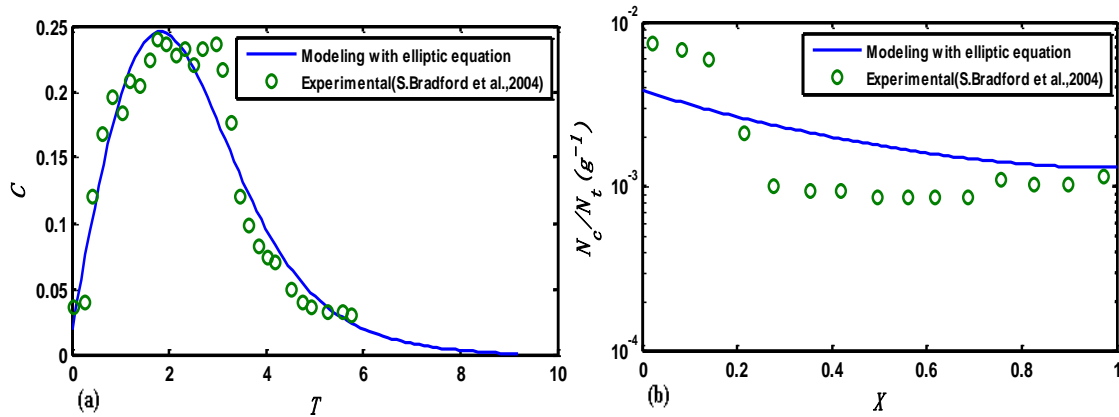 0.25
0.2
0.15
0.1
0.05
0
C
Modeling with elliptic equation
Experimental(S.Bradford et al.,2004)
0 2 4 6 8 10
(a)
T
10^-2
10^-3
10^-4
N_c/N_t (g^-1)
Modeling with elliptic equation
Experimental(S.Bradford et al.,2004)
0 0.2 0.4 0.6 0.8 1
(b)
X